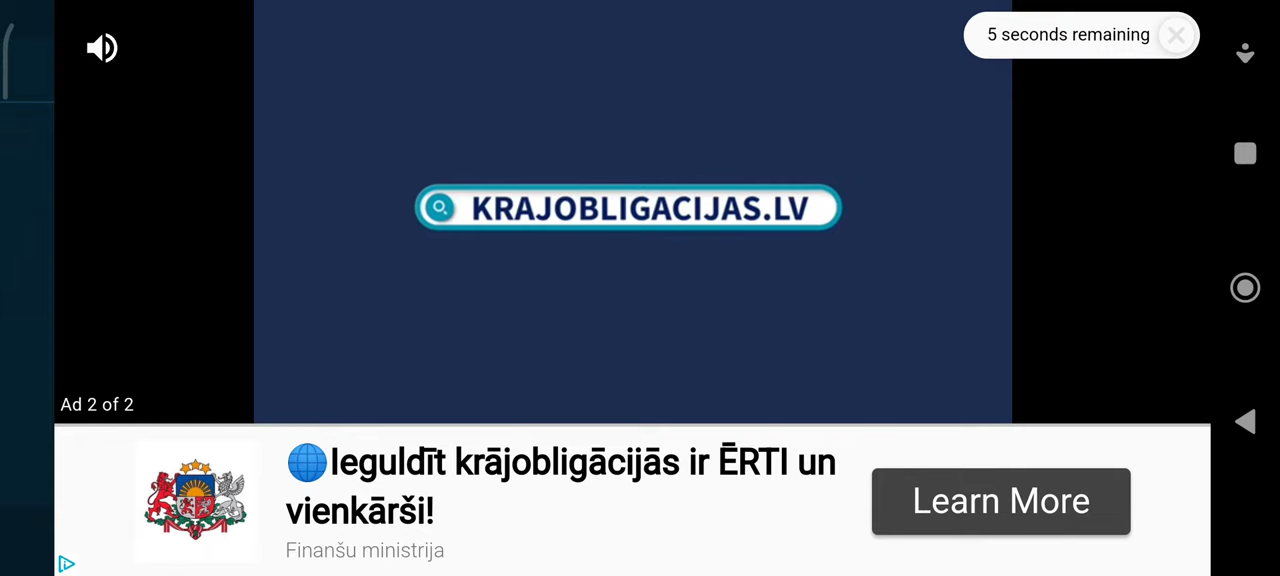 5 seconds remaining
KRAJOBLIGACIJAS.LV
Ad 2 of 2
Ieguldīt krājobligācijās ir ĒRTI un
vienkārši!
Finanšu ministrija
Learn More